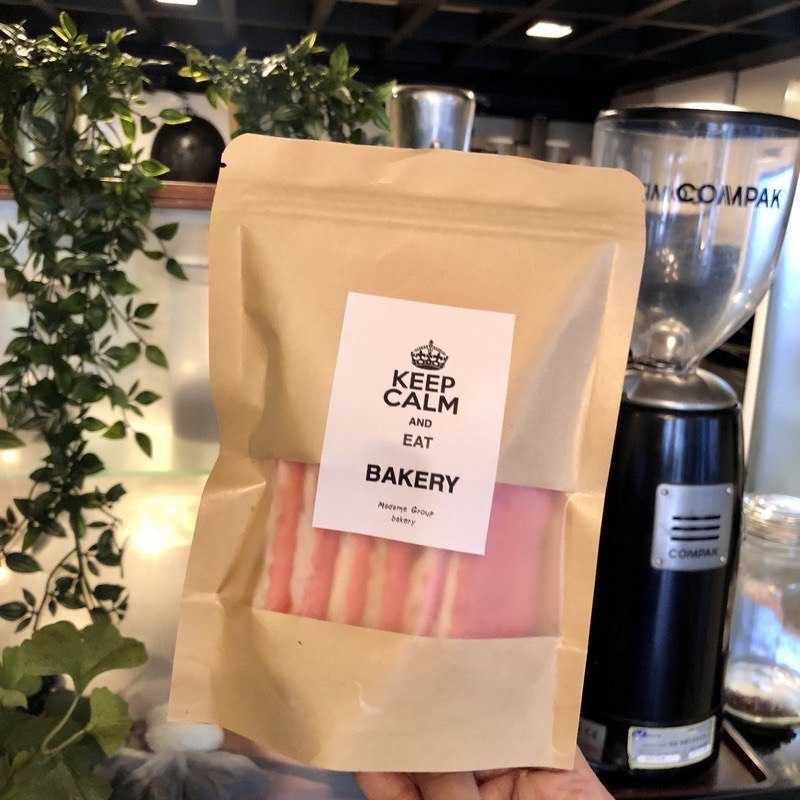 KEEP
CALM
AND
EAT
BAKERY
Madame Group
bakery
COMPAK
COMPAK